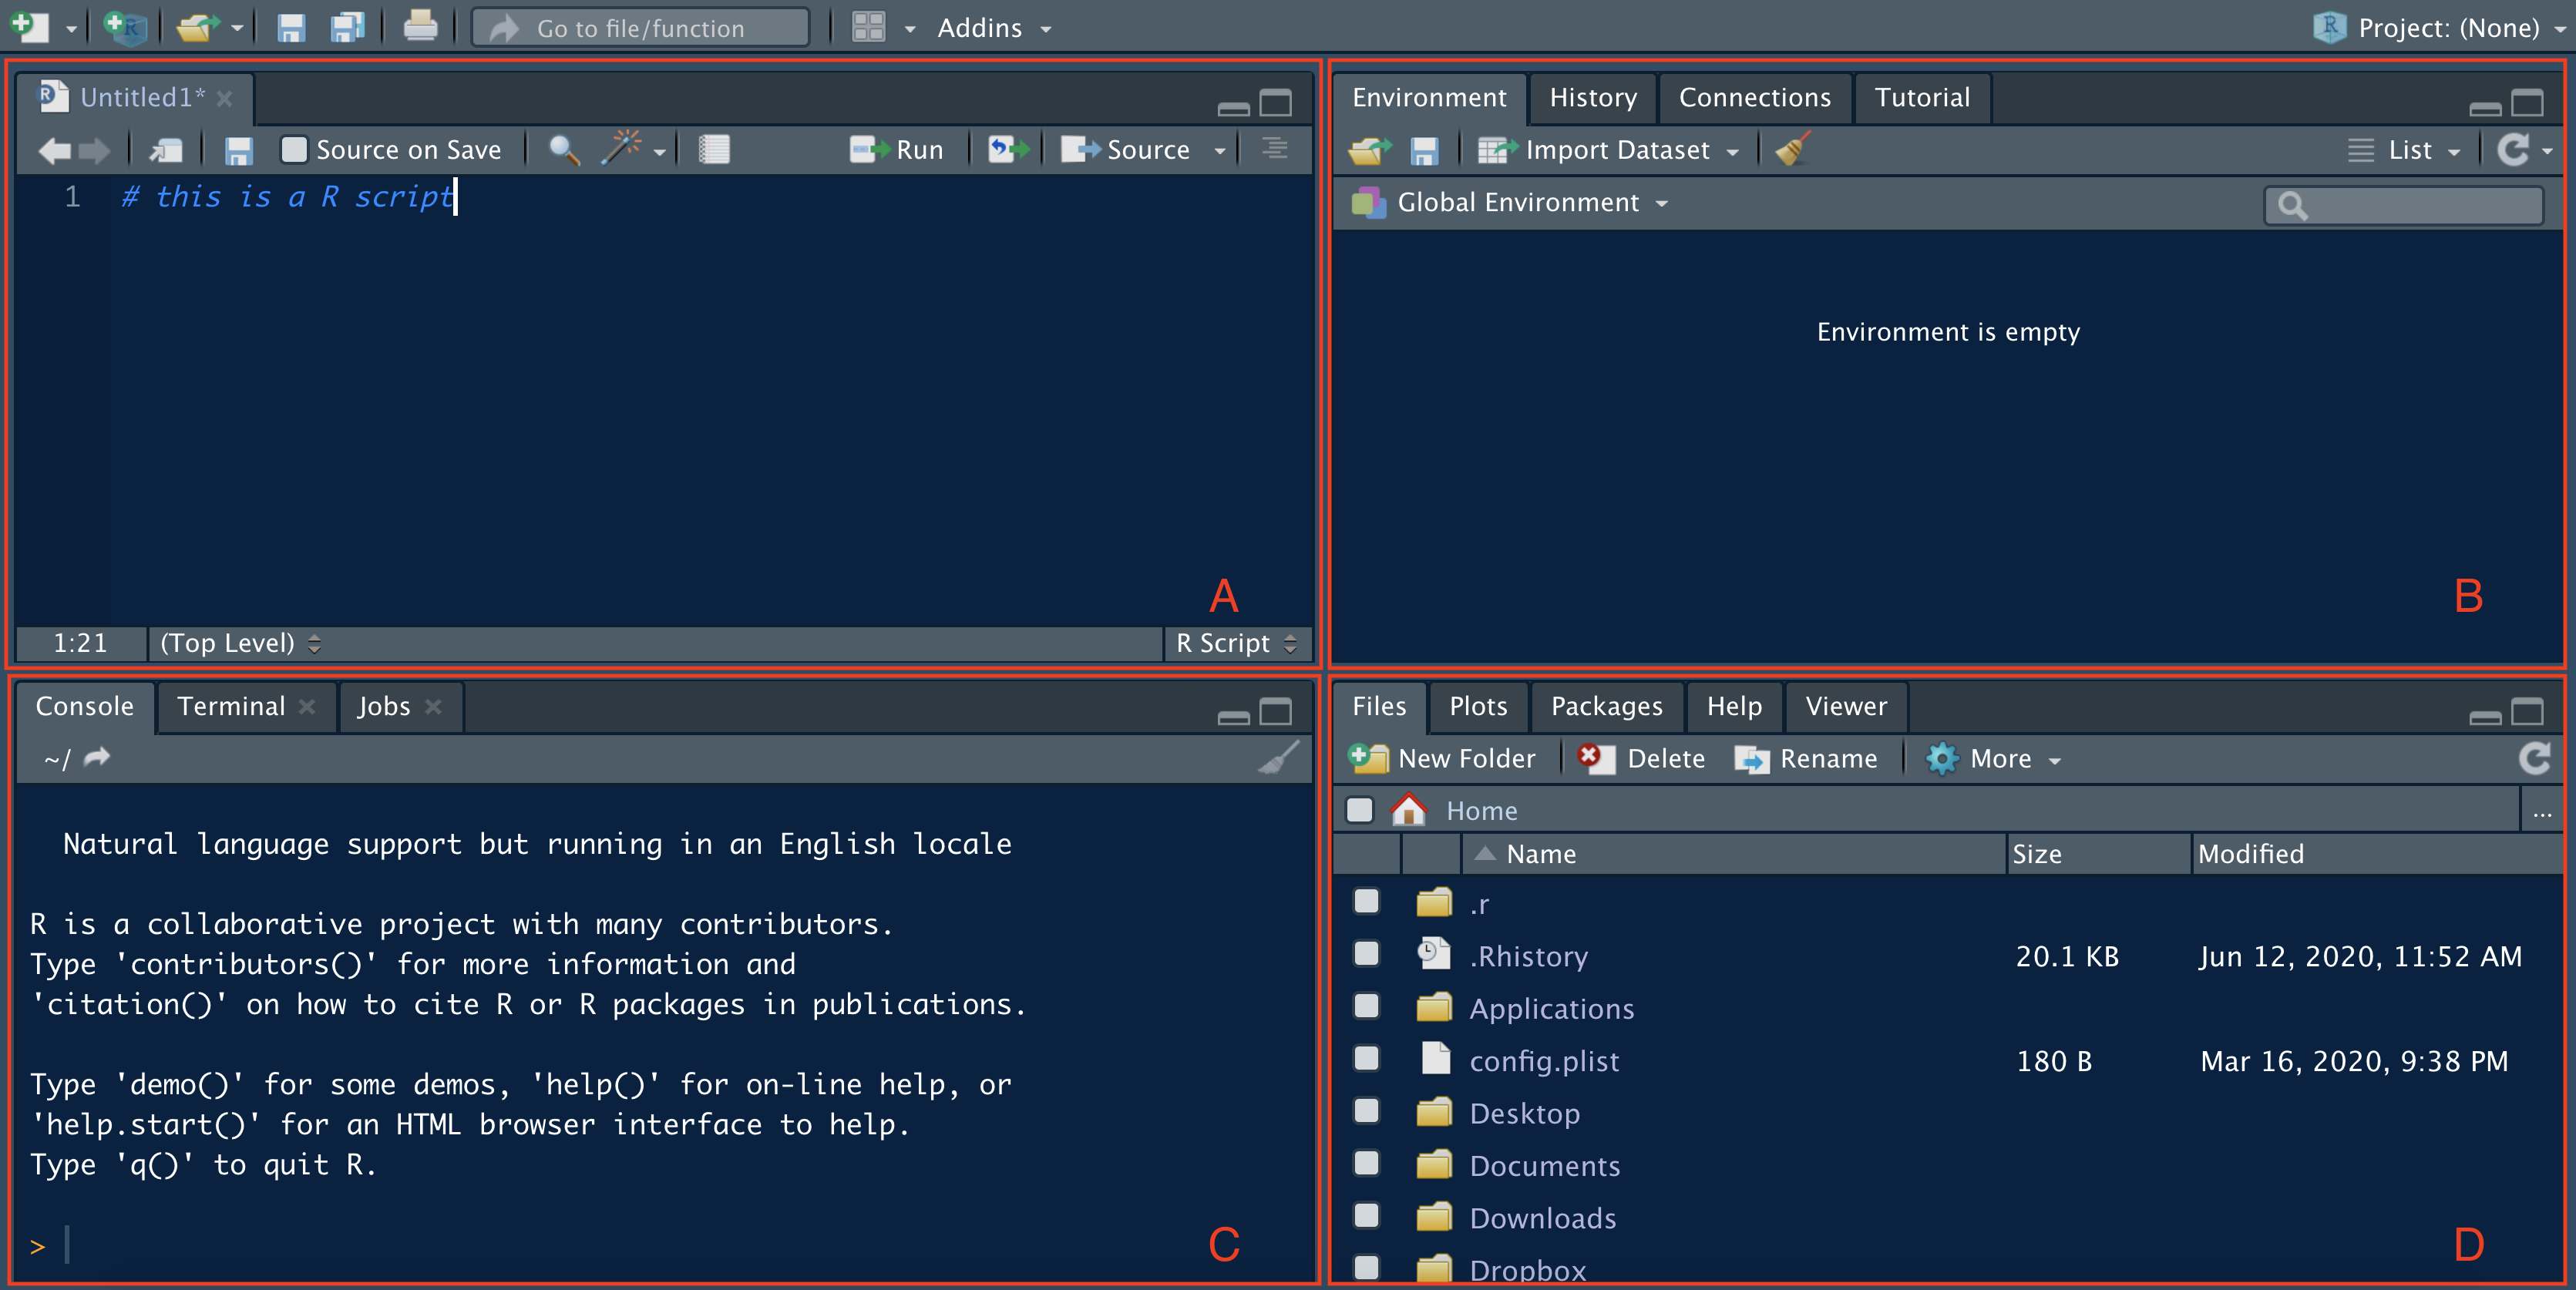 Go to file/function
Addins
Project: (None)
Untitled1*
Source on Save
Run
Source
1 # this is a R script
A
1:21 (Top Level) R Script
Environment History Connections Tutorial
Import Dataset
List
Global Environment
Environment is empty
B
Console Terminal Jobs
~/
Natural language support but running in an English locale
R is a collaborative project with many contributors.
Type 'contributors()' for more information and
'citation()' on how to cite R or R packages in publications.
Type 'demo()' for some demos, 'help()' for on-line help, or
'help.start()' for an HTML browser interface to help.
Type 'q()' to quit R.
>
C
Files Plots Packages Help Viewer
New Folder Delete Rename More
Home ...
Name Size Modified
.r
.Rhistory 20.1 KB Jun 12, 2020, 11:52 AM
Applications
config.plist 180 B Mar 16, 2020, 9:38 PM
Desktop
Documents
Downloads
Dropbox
D